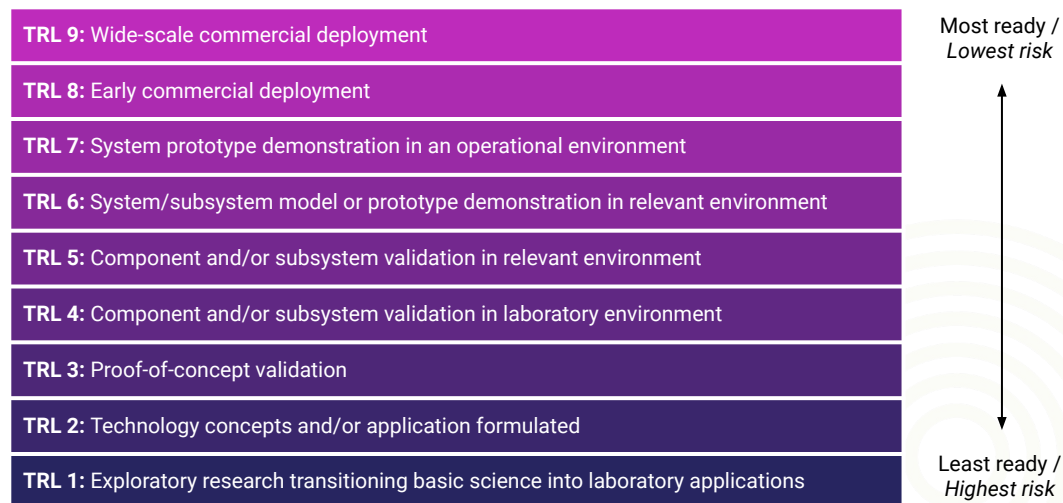 TRL 9: Wide-scale commercial deployment
TRL 8: Early commercial deployment
TRL 7: System prototype demonstration in an operational environment
TRL 6: System/subsystem model or prototype demonstration in relevant environment
TRL 5: Component and/or subsystem validation in relevant environment
TRL 4: Component and/or subsystem validation in laboratory environment
TRL 3: Proof-of-concept validation
TRL 2: Technology concepts and/or application formulated
TRL 1: Exploratory research transitioning basic science into laboratory applications
Most ready /
Lowest risk
Least ready /
Highest risk